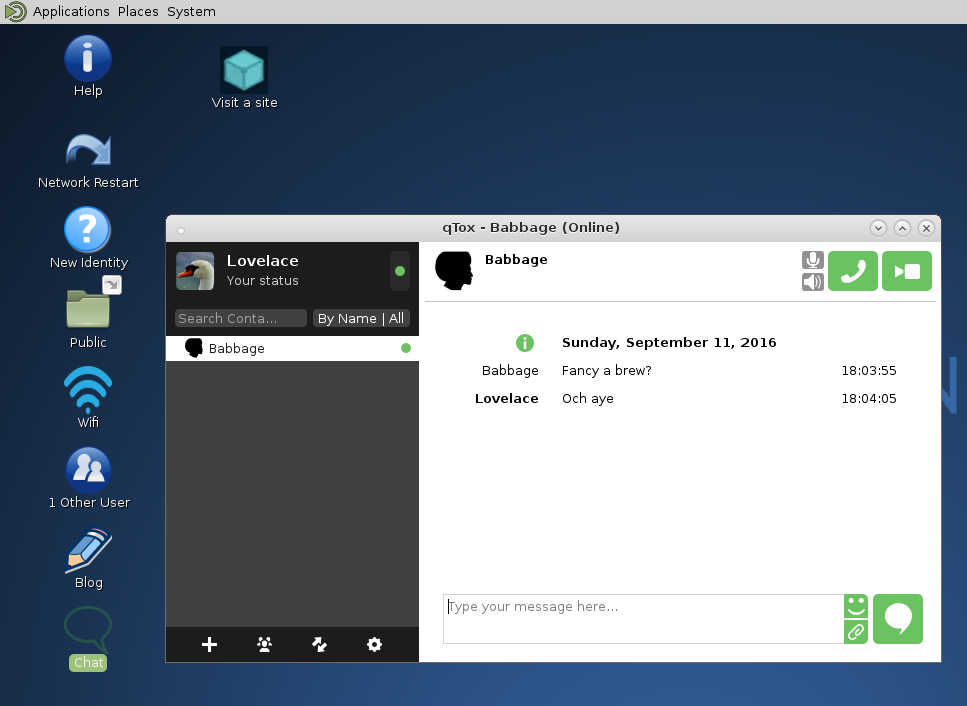 Applications Places System
Help
Visit a site
Network Restart
New Identity
Public
Wifi
1 Other User
Blog
Chat
qTox - Babbage (Online)
Lovelace
Your status
Search Conta...
By Name | All
Babbage
Babbage
Sunday, September 11, 2016
Babbage Fancy a brew? 18:03:55
Lovelace Och aye 18:04:05
Type your message here...